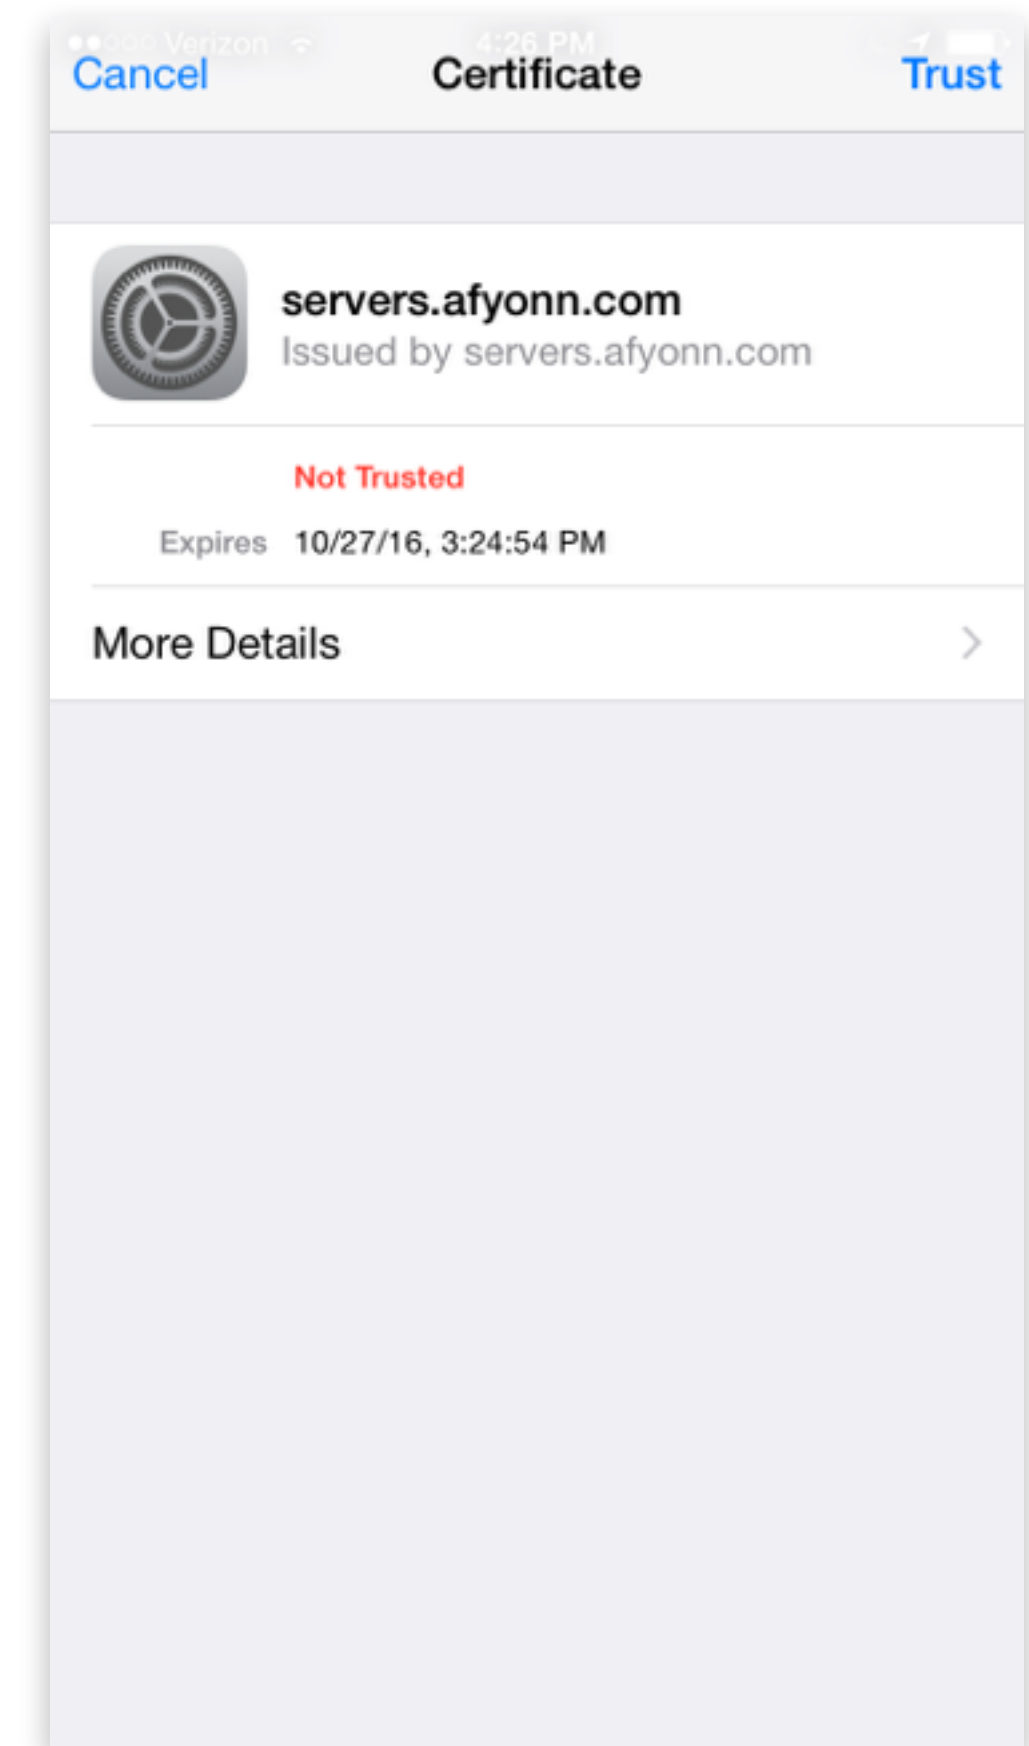 Verizon 4:26 PM
Cancel Certificate Trust
servers.afyonn.com
Issued by servers.afyonn.com
Not Trusted
Expires 10/27/16, 3:24:54 PM
More Details